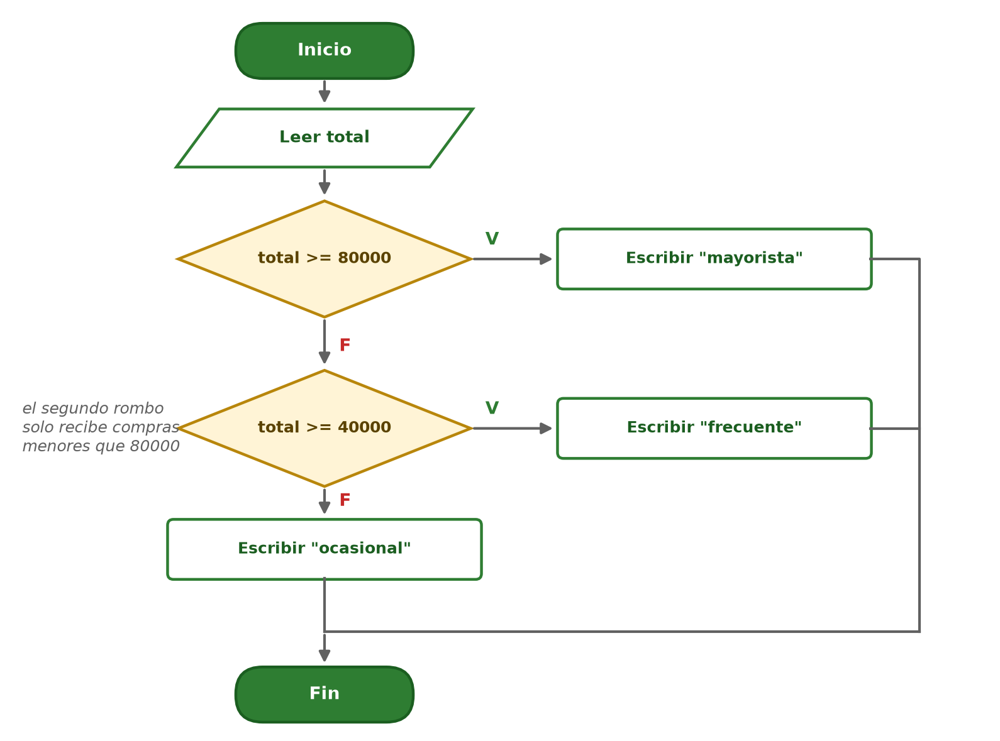 Inicio
Leer total
total >= 80000
V
Escribir "mayorista"
F
el segundo rombo
solo recibe compras
menores que 80000
total >= 40000
V
Escribir "frecuente"
F
Escribir "ocasional"
Fin